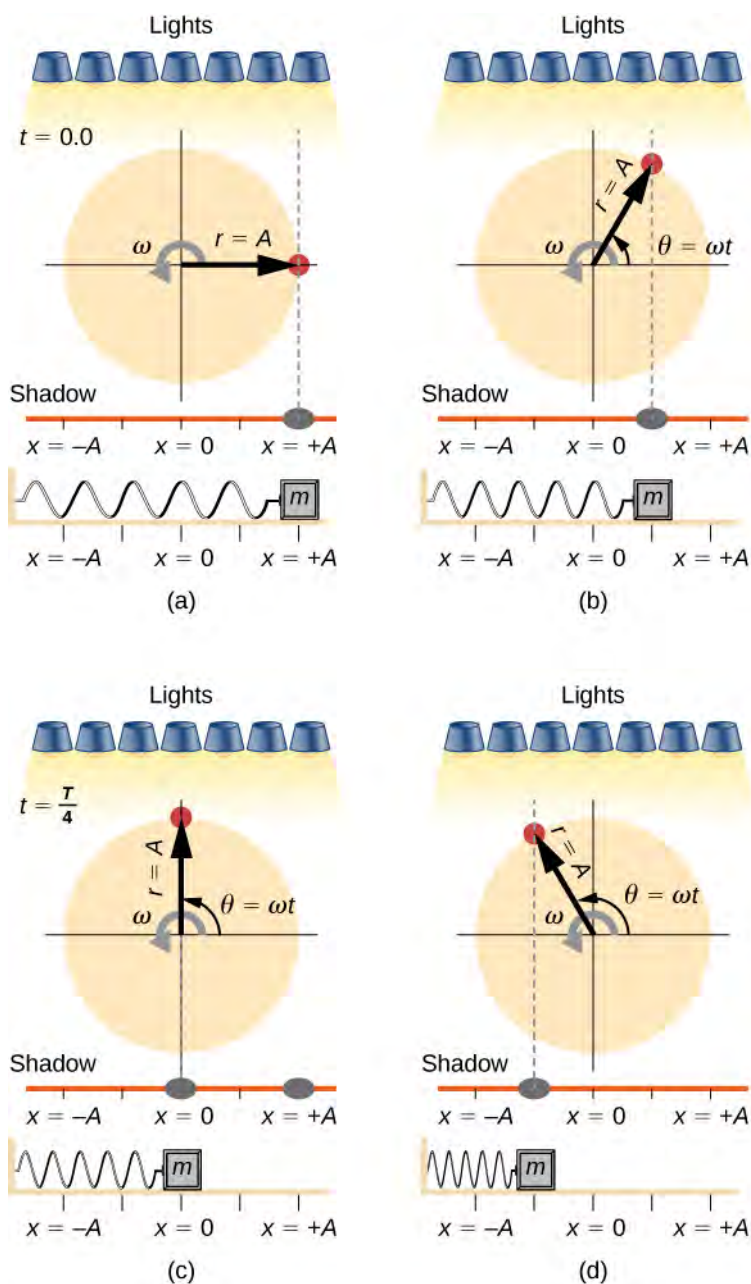 Lights Lights
t = 0.0
r = A
ω r = A ω θ = ωt
Shadow Shadow
x = –A x = 0 x = +A x = –A x = 0 x = +A
m m
x = –A x = 0 x = +A x = –A x = 0 x = +A
(a) (b)
Lights Lights
t = T/4
r = A r = A
ω θ = ωt ω θ = ωt
Shadow Shadow
x = –A x = 0 x = +A x = –A x = 0 x = +A
m m
x = –A x = 0 x = +A x = –A x = 0 x = +A
(c) (d)